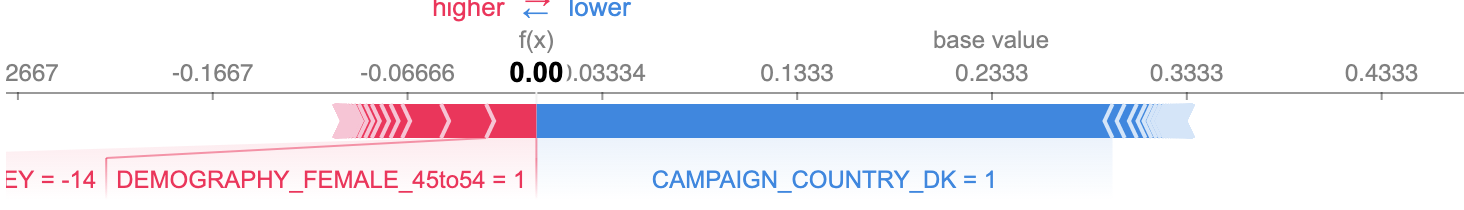 higher ⇄ lower
f(x) base value
2667 -0.1667 -0.06666 0.00 0.03334 0.1333 0.2333 0.3333 0.4333
EY = -14 DEMOGRAPHY_FEMALE_45to54 = 1 CAMPAIGN_COUNTRY_DK = 1